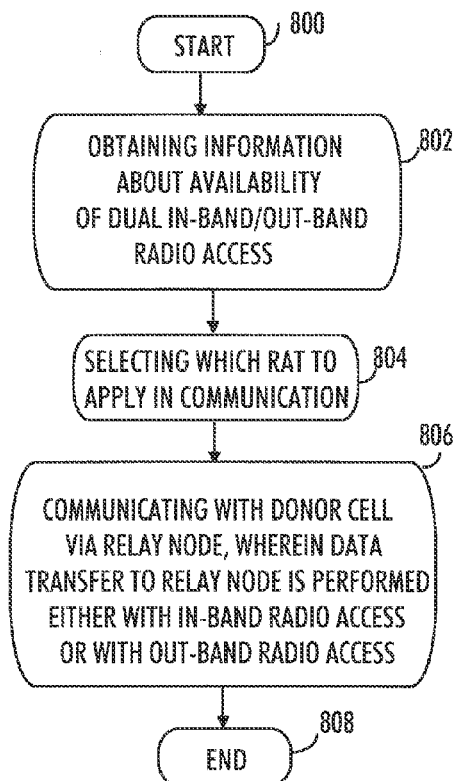 START
800
OBTAINING INFORMATION
ABOUT AVAILABILITY
OF DUAL IN-BAND/OUT-BAND
RADIO ACCESS
802
SELECTING WHICH RAT TO
APPLY IN COMMUNICATION
804
806
COMMUNICATING WITH DONOR CELL
VIA RELAY NODE, WHEREIN DATA
TRANSFER TO RELAY NODE IS PERFORMED
EITHER WITH IN-BAND RADIO ACCESS
OR WITH OUT-BAND RADIO ACCESS
END
808